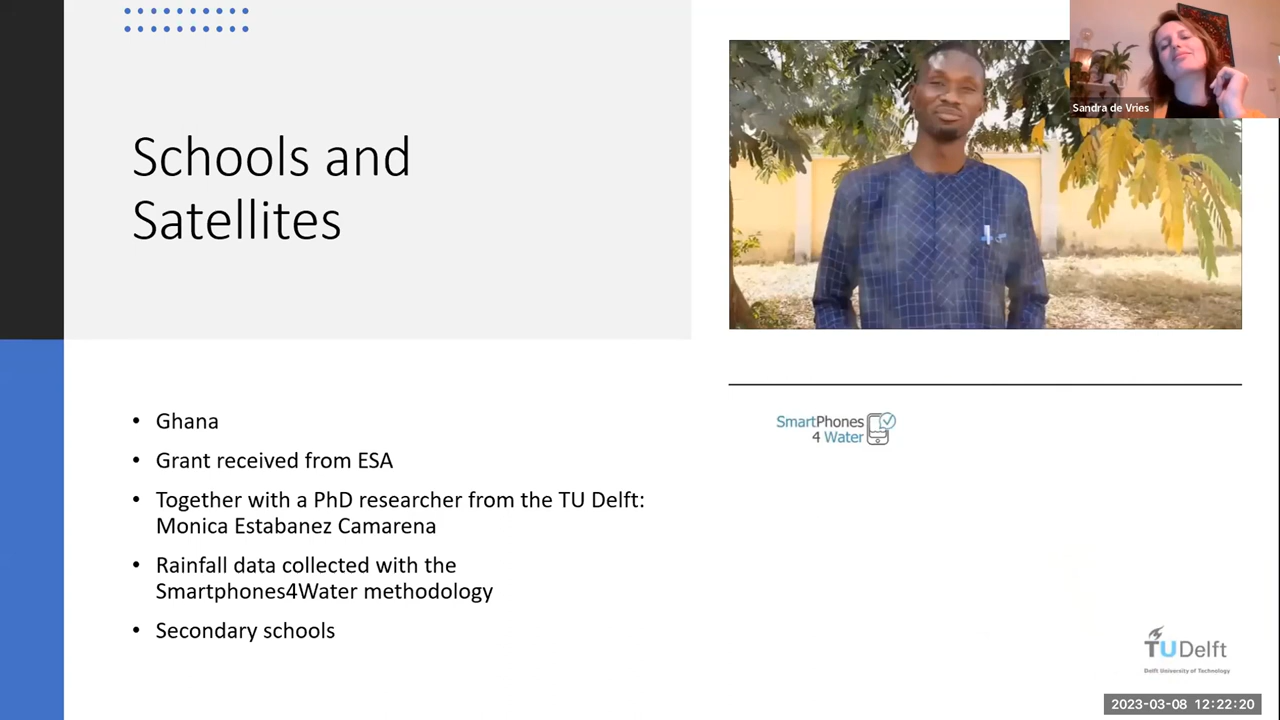 Schools and
Satellites
Sandra de Vries
• Ghana
• Grant received from ESA
• Together with a PhD researcher from the TU Delft:
Monica Estabanez Camarena
• Rainfall data collected with the
Smartphones4Water methodology
• Secondary schools
SmartPhones
4 Water
TUDelft
Delft University of Technology
2023-03-08 12:22:20